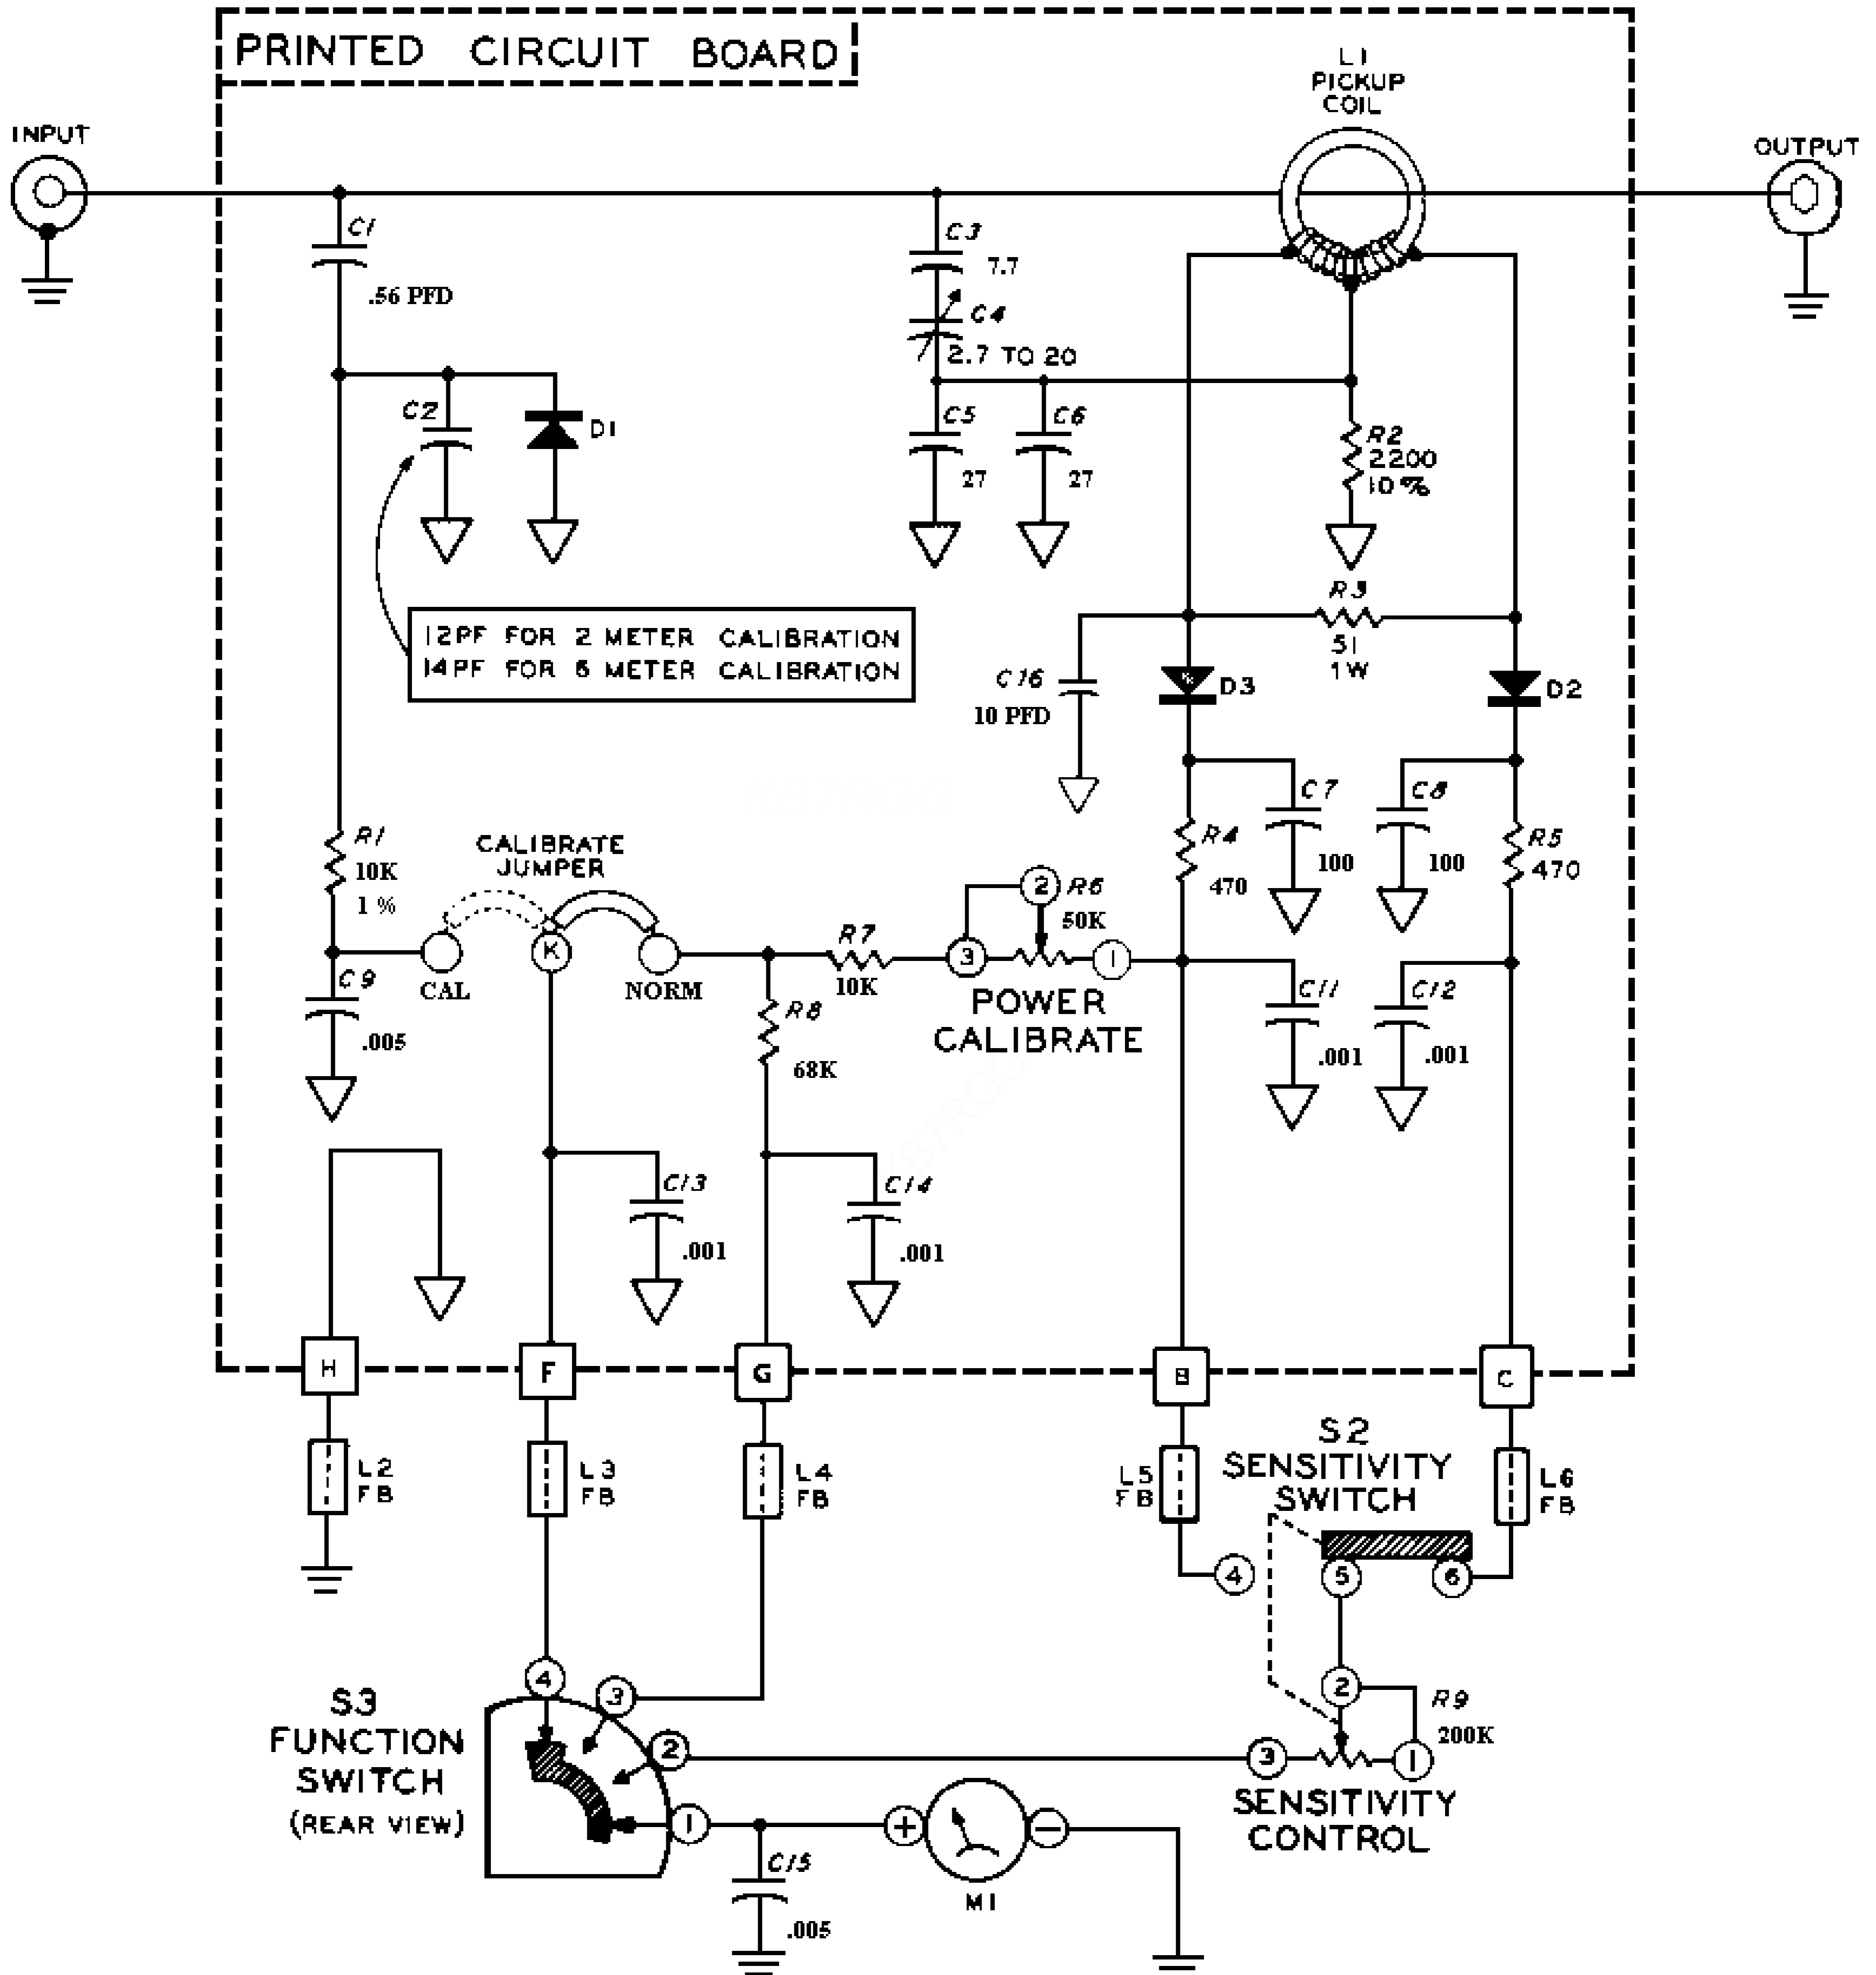 PRINTED CIRCUIT BOARD
L1
PICKUP
COIL
INPUT
OUTPUT
C1
.56 PFD
C3
7.7
C4
2.7 TO 20
C2
D1
C5
27
C6
27
R2
2200
10%
12PF FOR 2 METER CALIBRATION
14PF FOR 6 METER CALIBRATION
R3
51
1W
C16
10 PFD
D3
D2
C7
100
C8
100
R1
10K
1 %
CALIBRATE
JUMPER
R4
470
R5
470
2
R6
50K
K
R7
10K
3
1
CAL
NORM
C9
.005
POWER
CALIBRATE
R8
68K
C11
.001
C12
.001
KB7RGG
C13
.001
C14
.001
H
F
G
B
C
L2
FB
L3
FB
L4
FB
L5
FB
L6
FB
S2
SENSITIVITY
SWITCH
4
5
6
4
3
2
1
S3
FUNCTION
SWITCH
(REAR VIEW)
2
R9
200K
3
1
SENSITIVITY
CONTROL
+
−
M1
C15
.005